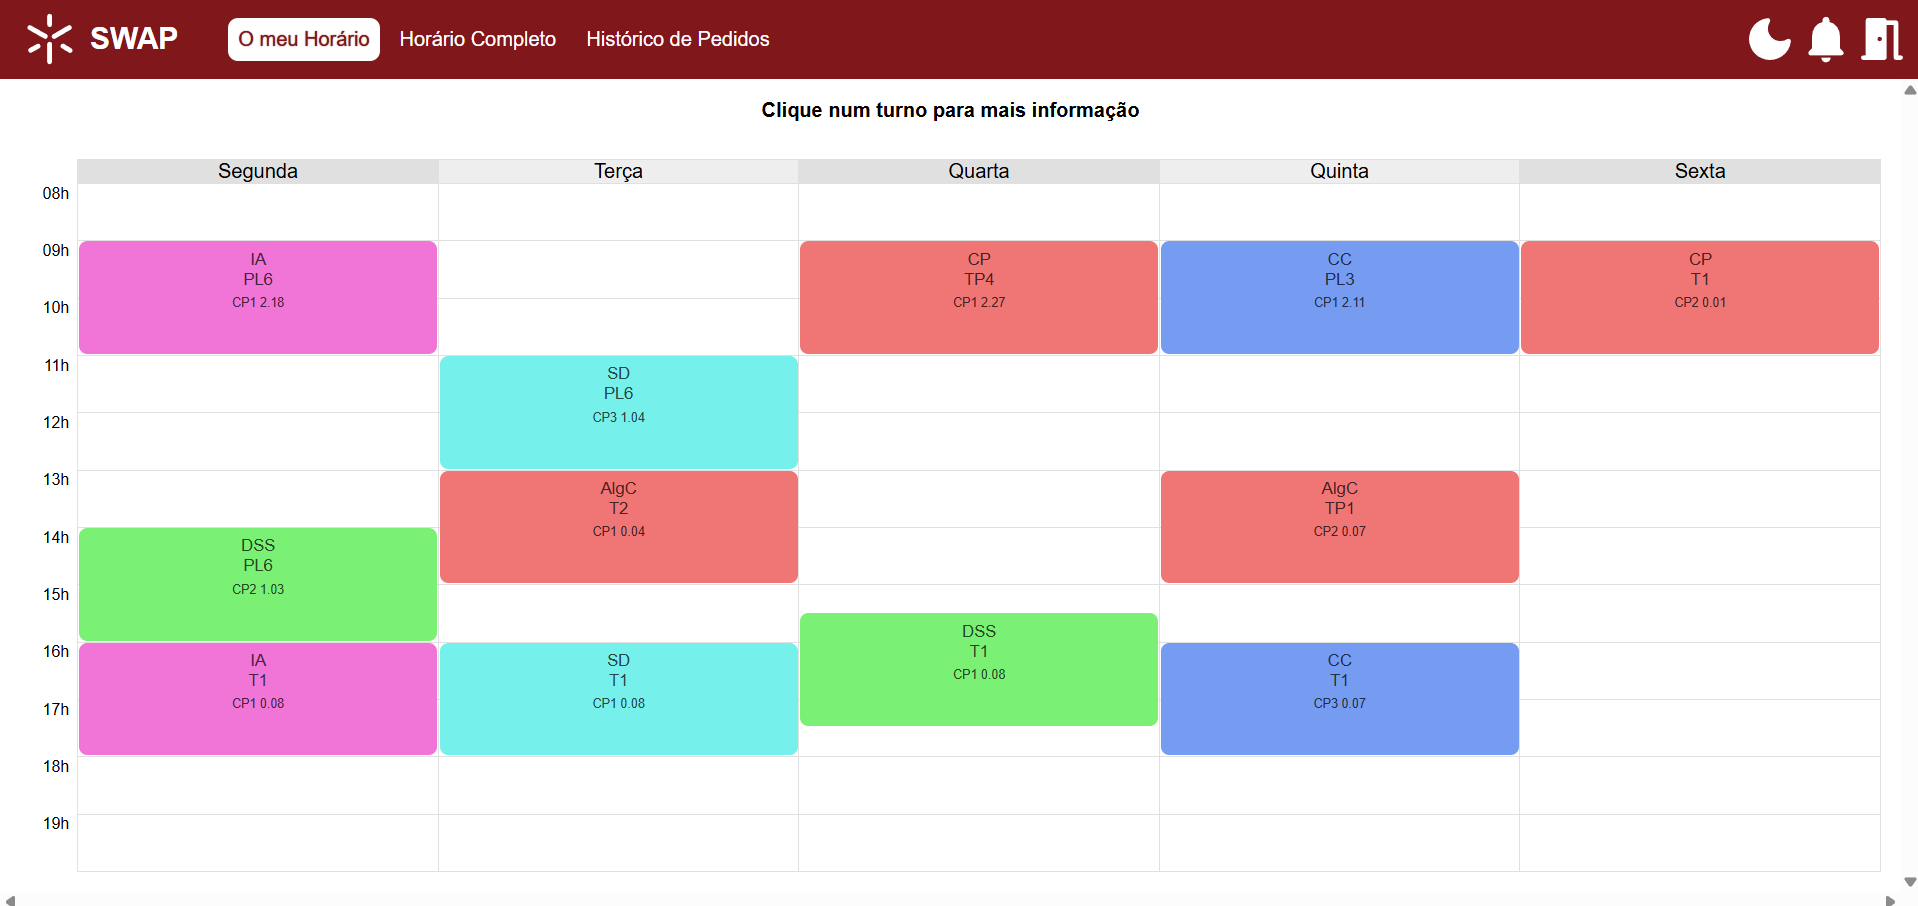 SWAP
O meu Horário
Horário Completo
Histórico de Pedidos
Clique num turno para mais informação
Segunda
Terça
Quarta
Quinta
Sexta
08h
09h
10h
11h
12h
13h
14h
15h
16h
17h
18h
19h
IA
PL6
CP1 2.18
DSS
PL6
CP2 1.03
IA
T1
CP1 0.08
SD
PL6
CP3 1.04
AlgC
T2
CP1 0.04
SD
T1
CP1 0.08
CP
TP4
CP1 2.27
DSS
T1
CP1 0.08
CC
PL3
CP1 2.11
AlgC
TP1
CP2 0.07
CC
T1
CP3 0.07
CP
T1
CP2 0.01